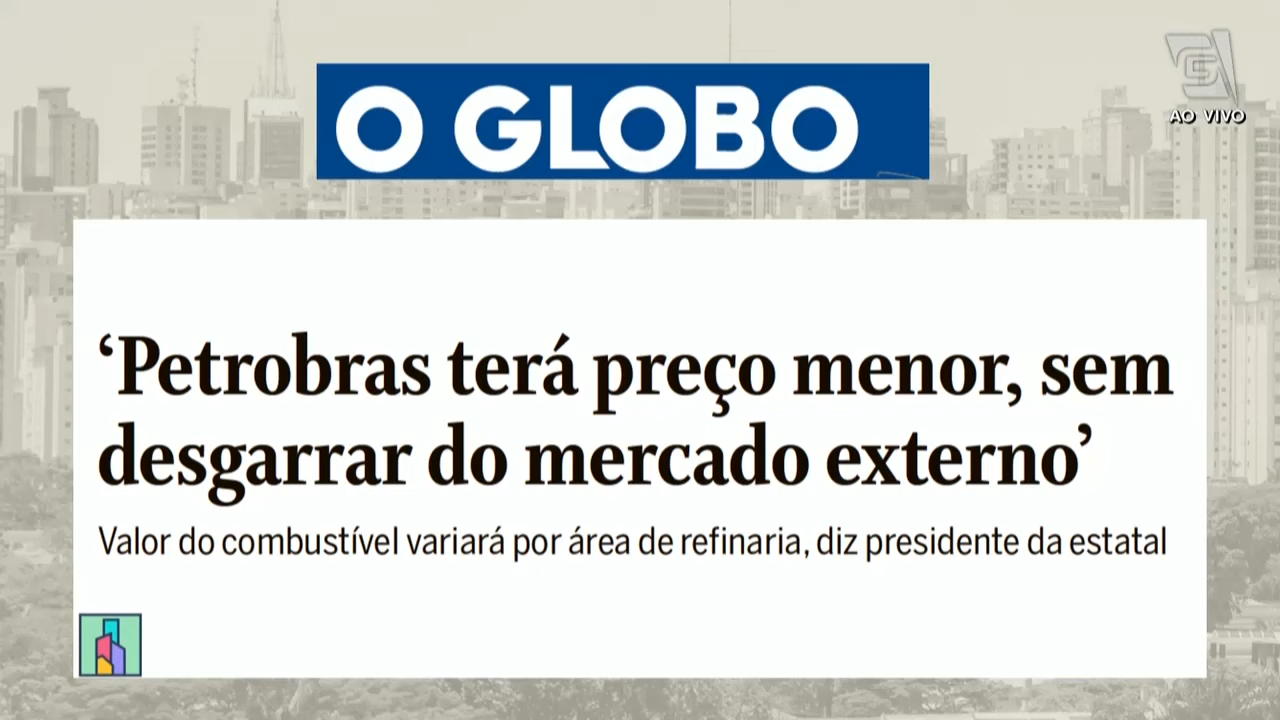 O GLOBO
AO VIVO
‘Petrobras terá preço menor, sem
desgarrar do mercado externo’
Valor do combustível variará por área de refinaria, diz presidente da estatal